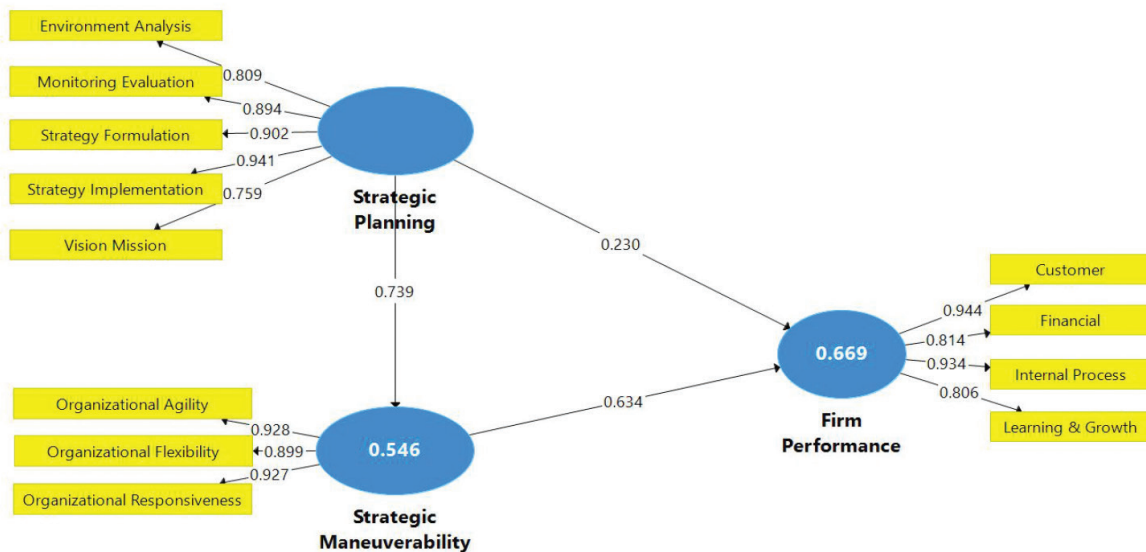 Environment Analysis
0.809
Monitoring Evaluation
0.894
Strategy Formulation
0.902
0.941
Strategy Implementation
0.759
Strategic
Planning
Vision Mission
0.230
Customer
0.739
0.944
Financial
0.814
0.669
0.934
Internal Process
0.806
Organizational Agility
0.634
Firm
Performance
Learning & Growth
0.928
Organizational Flexibility
0.899
0.546
0.927
Organizational Responsiveness
Strategic
Maneuverability